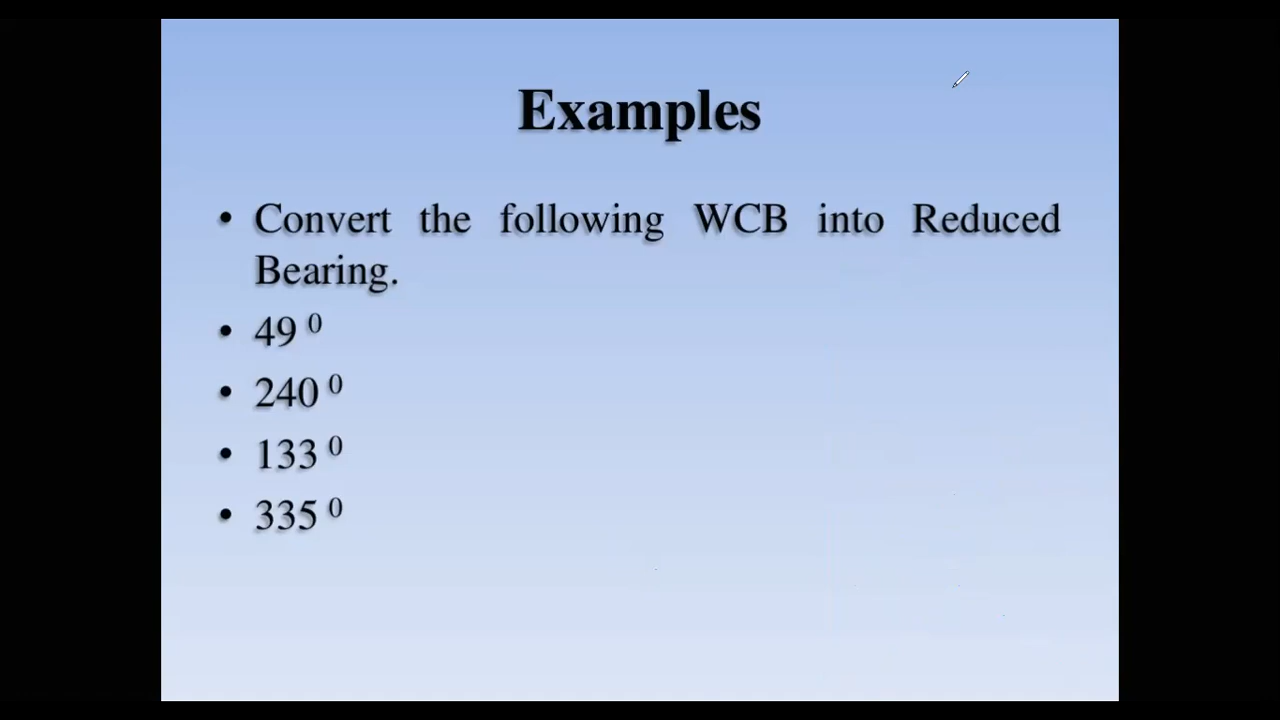 Examples
• Convert the following WCB into Reduced
Bearing.
• 49 ⁰
• 240 ⁰
• 133 ⁰
• 335 ⁰